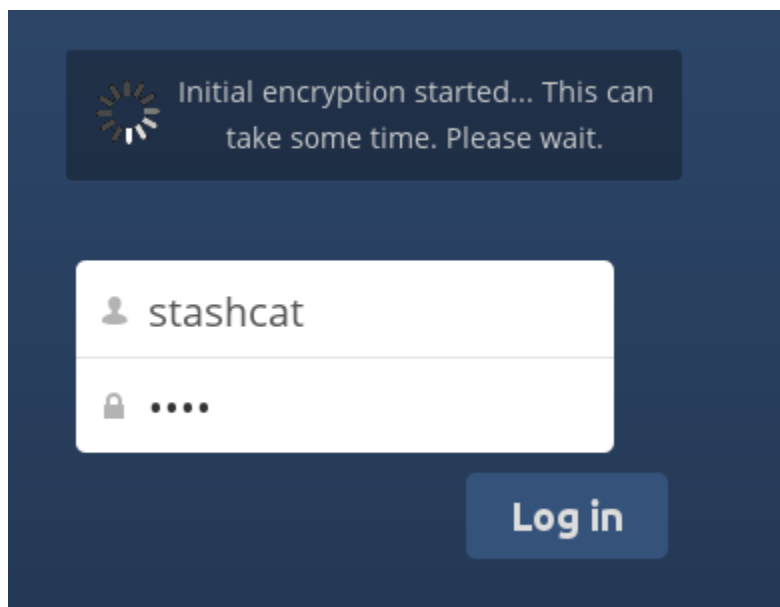 Initial encryption started... This can
take some time. Please wait.
stashcat
••••
Log in